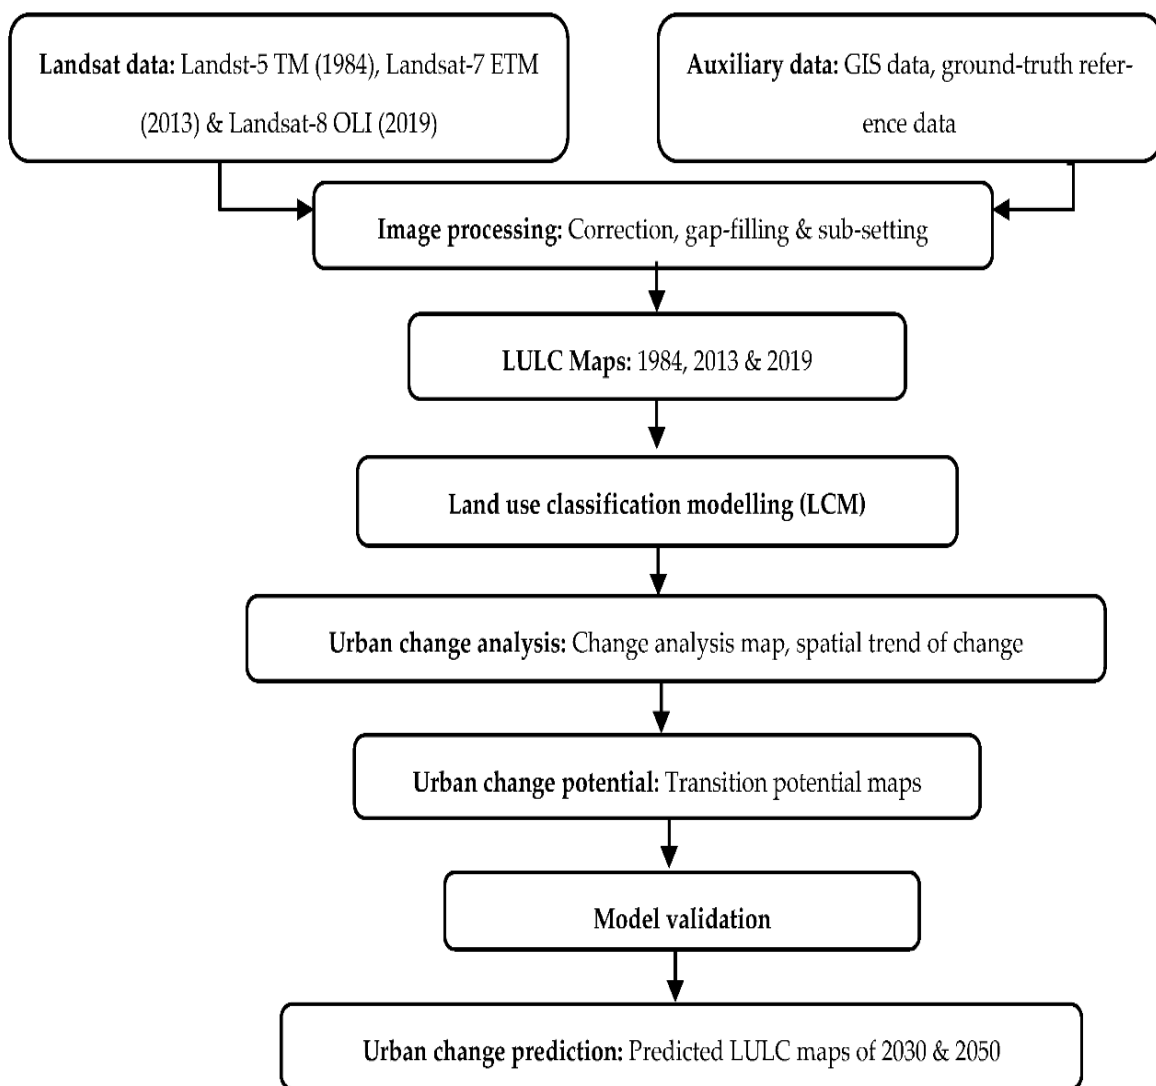 Landsat data: Landst-5 TM (1984), Landsat-7 ETM
(2013) & Landsat-8 OLI (2019)
Auxiliary data: GIS data, ground-truth refer-
ence data
Image processing: Correction, gap-filling & sub-setting
LULC Maps: 1984, 2013 & 2019
Land use classification modelling (LCM)
Urban change analysis: Change analysis map, spatial trend of change
Urban change potential: Transition potential maps
Model validation
Urban change prediction: Predicted LULC maps of 2030 & 2050